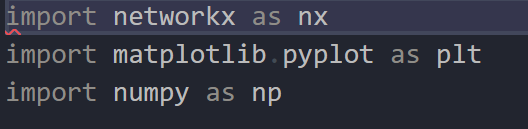 import networkx as nx
import matplotlib.pyplot as plt
import numpy as np